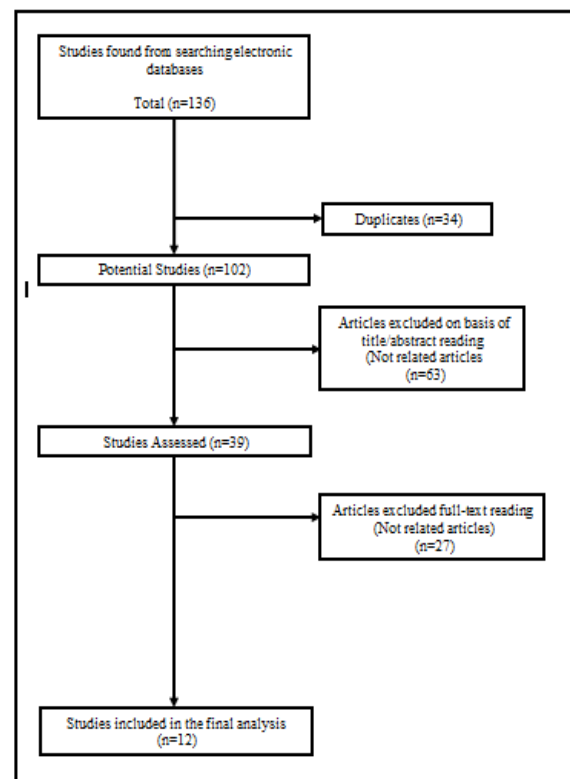 Studies found from searching electronic
databases
Total (n=136)
Duplicates (n=34)
Potential Studies (n=102)
I
Articles excluded on basis of
title/abstract reading
(Not related articles
(n=63)
Studies Assessed (n=39)
Articles excluded full-text reading
(Not related articles)
(n=27)
Studies included in the final analysis
(n=12)